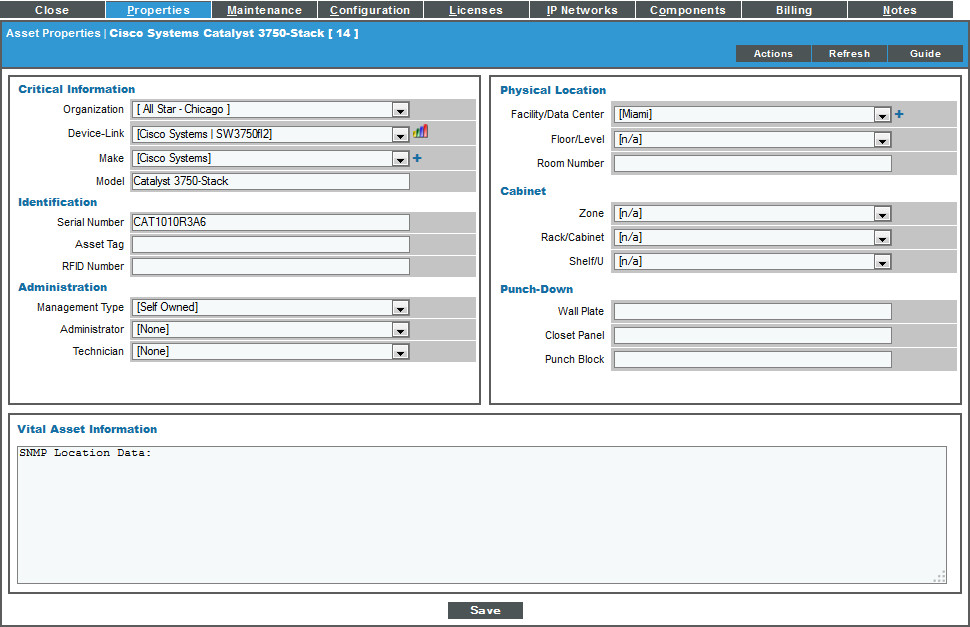 Close Properties Maintenance Configuration Licenses IP Networks Components Billing Notes
Asset Properties | Cisco Systems Catalyst 3750-Stack [ 14 ]
Actions Refresh Guide
Critical Information
Organization [ All Star - Chicago ]
Device-Link [Cisco Systems | SW3750fl2]
Make [Cisco Systems]
Model Catalyst 3750-Stack
Identification
Serial Number CAT1010R3A6
Asset Tag
RFID Number
Administration
Management Type [Self Owned]
Administrator [None]
Technician [None]
Physical Location
Facility/Data Center [Miami]
Floor/Level [n/a]
Room Number
Cabinet
Zone [n/a]
Rack/Cabinet [n/a]
Shelf/U [n/a]
Punch-Down
Wall Plate
Closet Panel
Punch Block
Vital Asset Information
SNMP Location Data:
Save